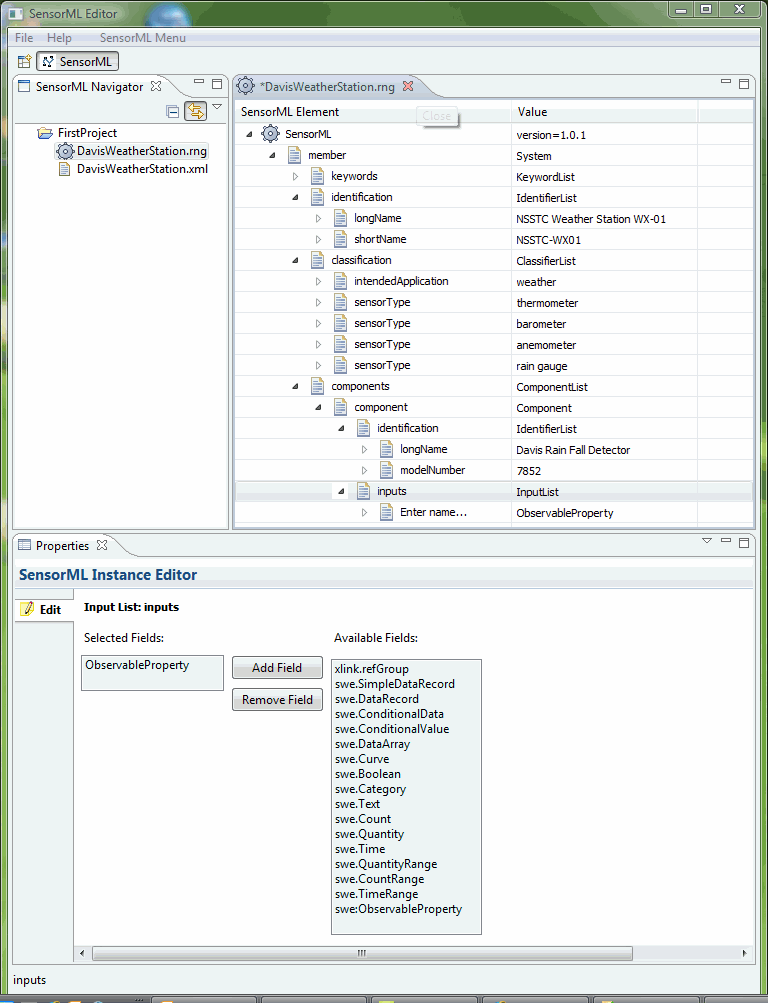 SensorML Editor
File Help SensorML Menu
SensorML
SensorML Navigator
FirstProject
DavisWeatherStation.rng
DavisWeatherStation.xml
*DavisWeatherStation.rng
Close
SensorML Element Value
SensorML version=1.0.1
member System
keywords KeywordList
identification IdentifierList
longName NSSTC Weather Station WX-01
shortName NSSTC-WX01
classification ClassifierList
intendedApplication weather
sensorType thermometer
sensorType barometer
sensorType anemometer
sensorType rain gauge
components ComponentList
component Component
identification IdentifierList
longName Davis Rain Fall Detector
modelNumber 7852
inputs InputList
Enter name... ObservableProperty
Properties
SensorML Instance Editor
Edit
Input List: inputs
Selected Fields:
ObservableProperty
Add Field
Remove Field
Available Fields:
xlink.refGroup
swe.SimpleDataRecord
swe.DataRecord
swe.ConditionalData
swe.ConditionalValue
swe.DataArray
swe.Curve
swe.Boolean
swe.Category
swe.Text
swe.Count
swe.Quantity
swe.Time
swe.QuantityRange
swe.CountRange
swe.TimeRange
swe:ObservableProperty
inputs